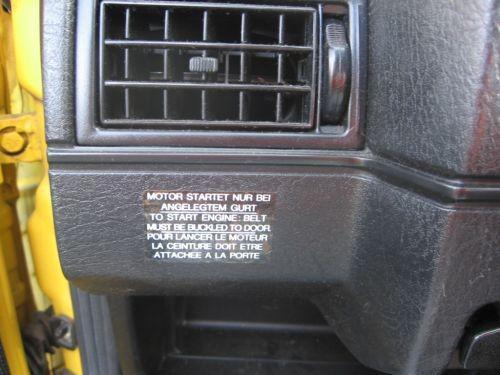 MOTOR STARTET NUR BEI
ANGELEGTEM GURT
TO START ENGINE: BELT
MUST BE BUCKLED TO DOOR
POUR LANCER LE MOTEUR
LA CEINTURE DOIT ETRE
ATTACHEE A LA PORTE